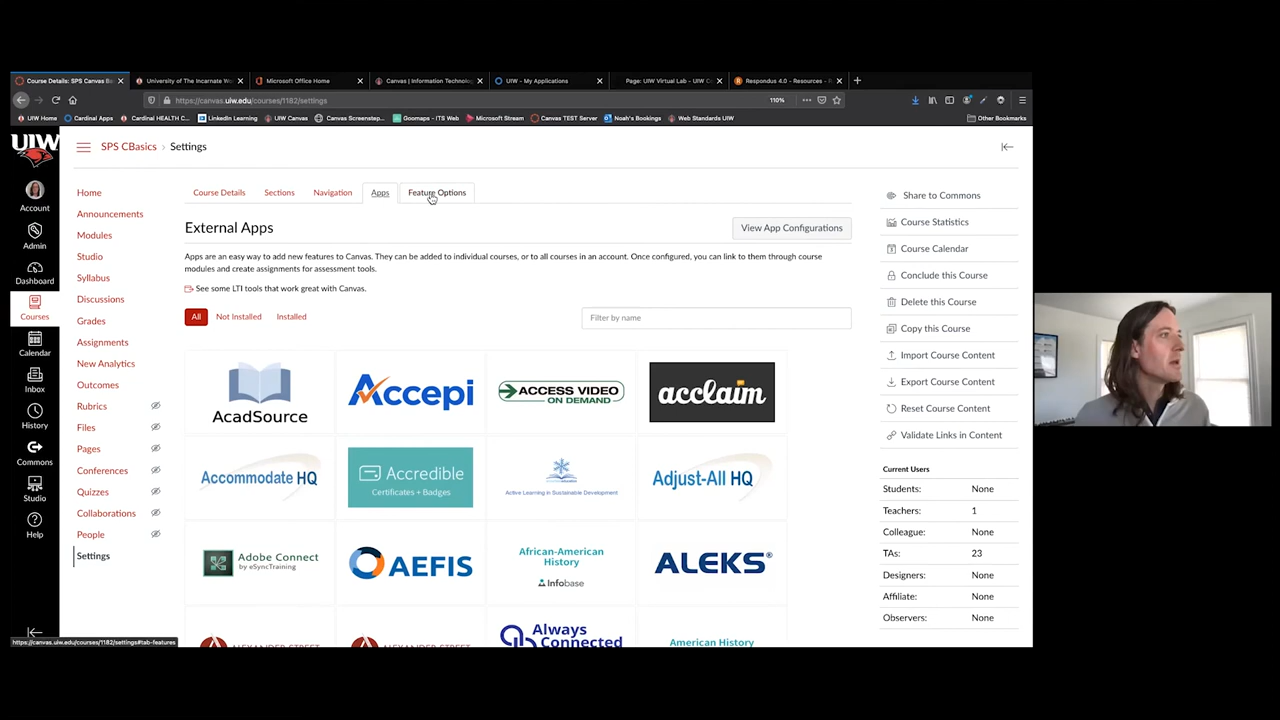 Course Details: SPS Canvas Ba
University of The Incarnate Wo
Microsoft Office Home
Canvas | Information Technolo
UIW - My Applications
Page: UIW Virtual Lab - UIW C
Respondus 4.0 - Resources - R
https://canvas.uiw.edu/courses/1182/settings
110%
UIW Home
Cardinal Apps
Cardinal HEALTH C...
LinkedIn Learning
UIW Canvas
Canvas Screenstep...
Goomaps - ITS Web
Microsoft Stream
Canvas TEST Server
Noah's Bookings
Web Standards UIW
Other Bookmarks
UIW
Account
Admin
Dashboard
Courses
Calendar
Inbox
History
Commons
Studio
Help
SPS CBasics › Settings
Home
Announcements
Modules
Studio
Syllabus
Discussions
Grades
Assignments
New Analytics
Outcomes
Rubrics
Files
Pages
Conferences
Quizzes
Collaborations
People
Settings
Course Details
Sections
Navigation
Apps
Feature Options
External Apps
View App Configurations
Apps are an easy way to add new features to Canvas. They can be added to individual courses, or to all courses in an account. Once configured, you can link to them through course
modules and create assignments for assessment tools.
See some LTI tools that work great with Canvas.
All
Not Installed
Installed
Filter by name
AcadSource
Accepi
ACCESS VIDEO
ON DEMAND
acclaim
Accommodate HQ
Accredible
Certificates + Badges
Active Learning in Sustainable Development
Adjust-All HQ
Adobe Connect
by eSyncTraining
AEFIS
African-American
History
Infobase
ALEKS®
ALEXANDER STREET
ALEXANDER STREET
Always
Connected
American History
Share to Commons
Course Statistics
Course Calendar
Conclude this Course
Delete this Course
Copy this Course
Import Course Content
Export Course Content
Reset Course Content
Validate Links in Content
Current Users
Students: None
Teachers: 1
Colleague: None
TAs: 23
Designers: None
Affiliate: None
Observers: None
https://canvas.uiw.edu/courses/1182/settings#tab-features